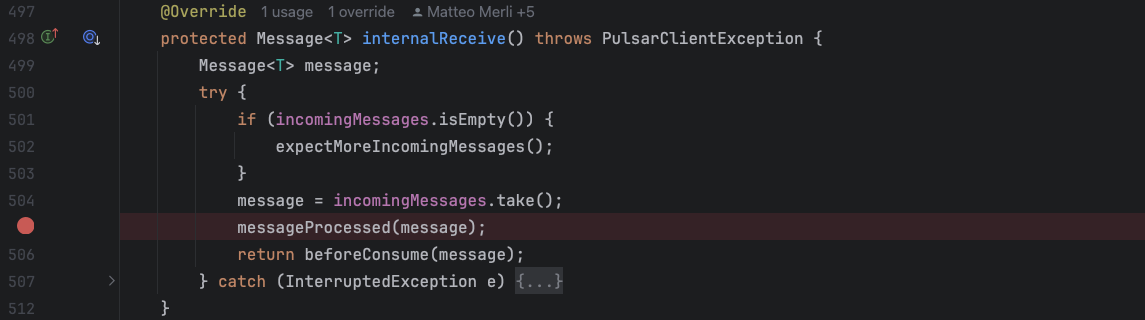 497 @Override 1 usage 1 override Matteo Merli +5
498 protected Message<T> internalReceive() throws PulsarClientException {
499 Message<T> message;
500 try {
501 if (incomingMessages.isEmpty()) {
502 expectMoreIncomingMessages();
503 }
504 message = incomingMessages.take();
messageProcessed(message);
506 return beforeConsume(message);
507 } catch (InterruptedException e) {...}
512 }